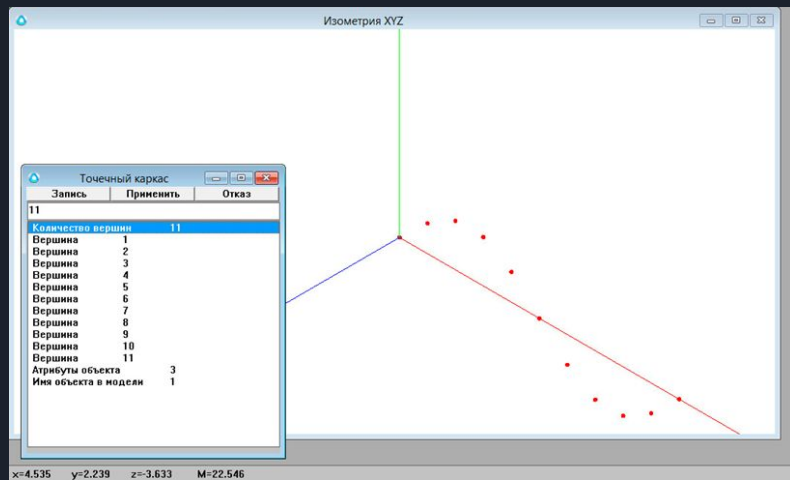 Изометрия XYZ
Точечный каркас
Запись Применить Отказ
11
Количество вершин 11
Вершина 1
Вершина 2
Вершина 3
Вершина 4
Вершина 5
Вершина 6
Вершина 7
Вершина 8
Вершина 9
Вершина 10
Вершина 11
Атрибуты объекта 3
Имя объекта в модели 1
x=4.535 y=2.239 z=-3.633 M=22.546